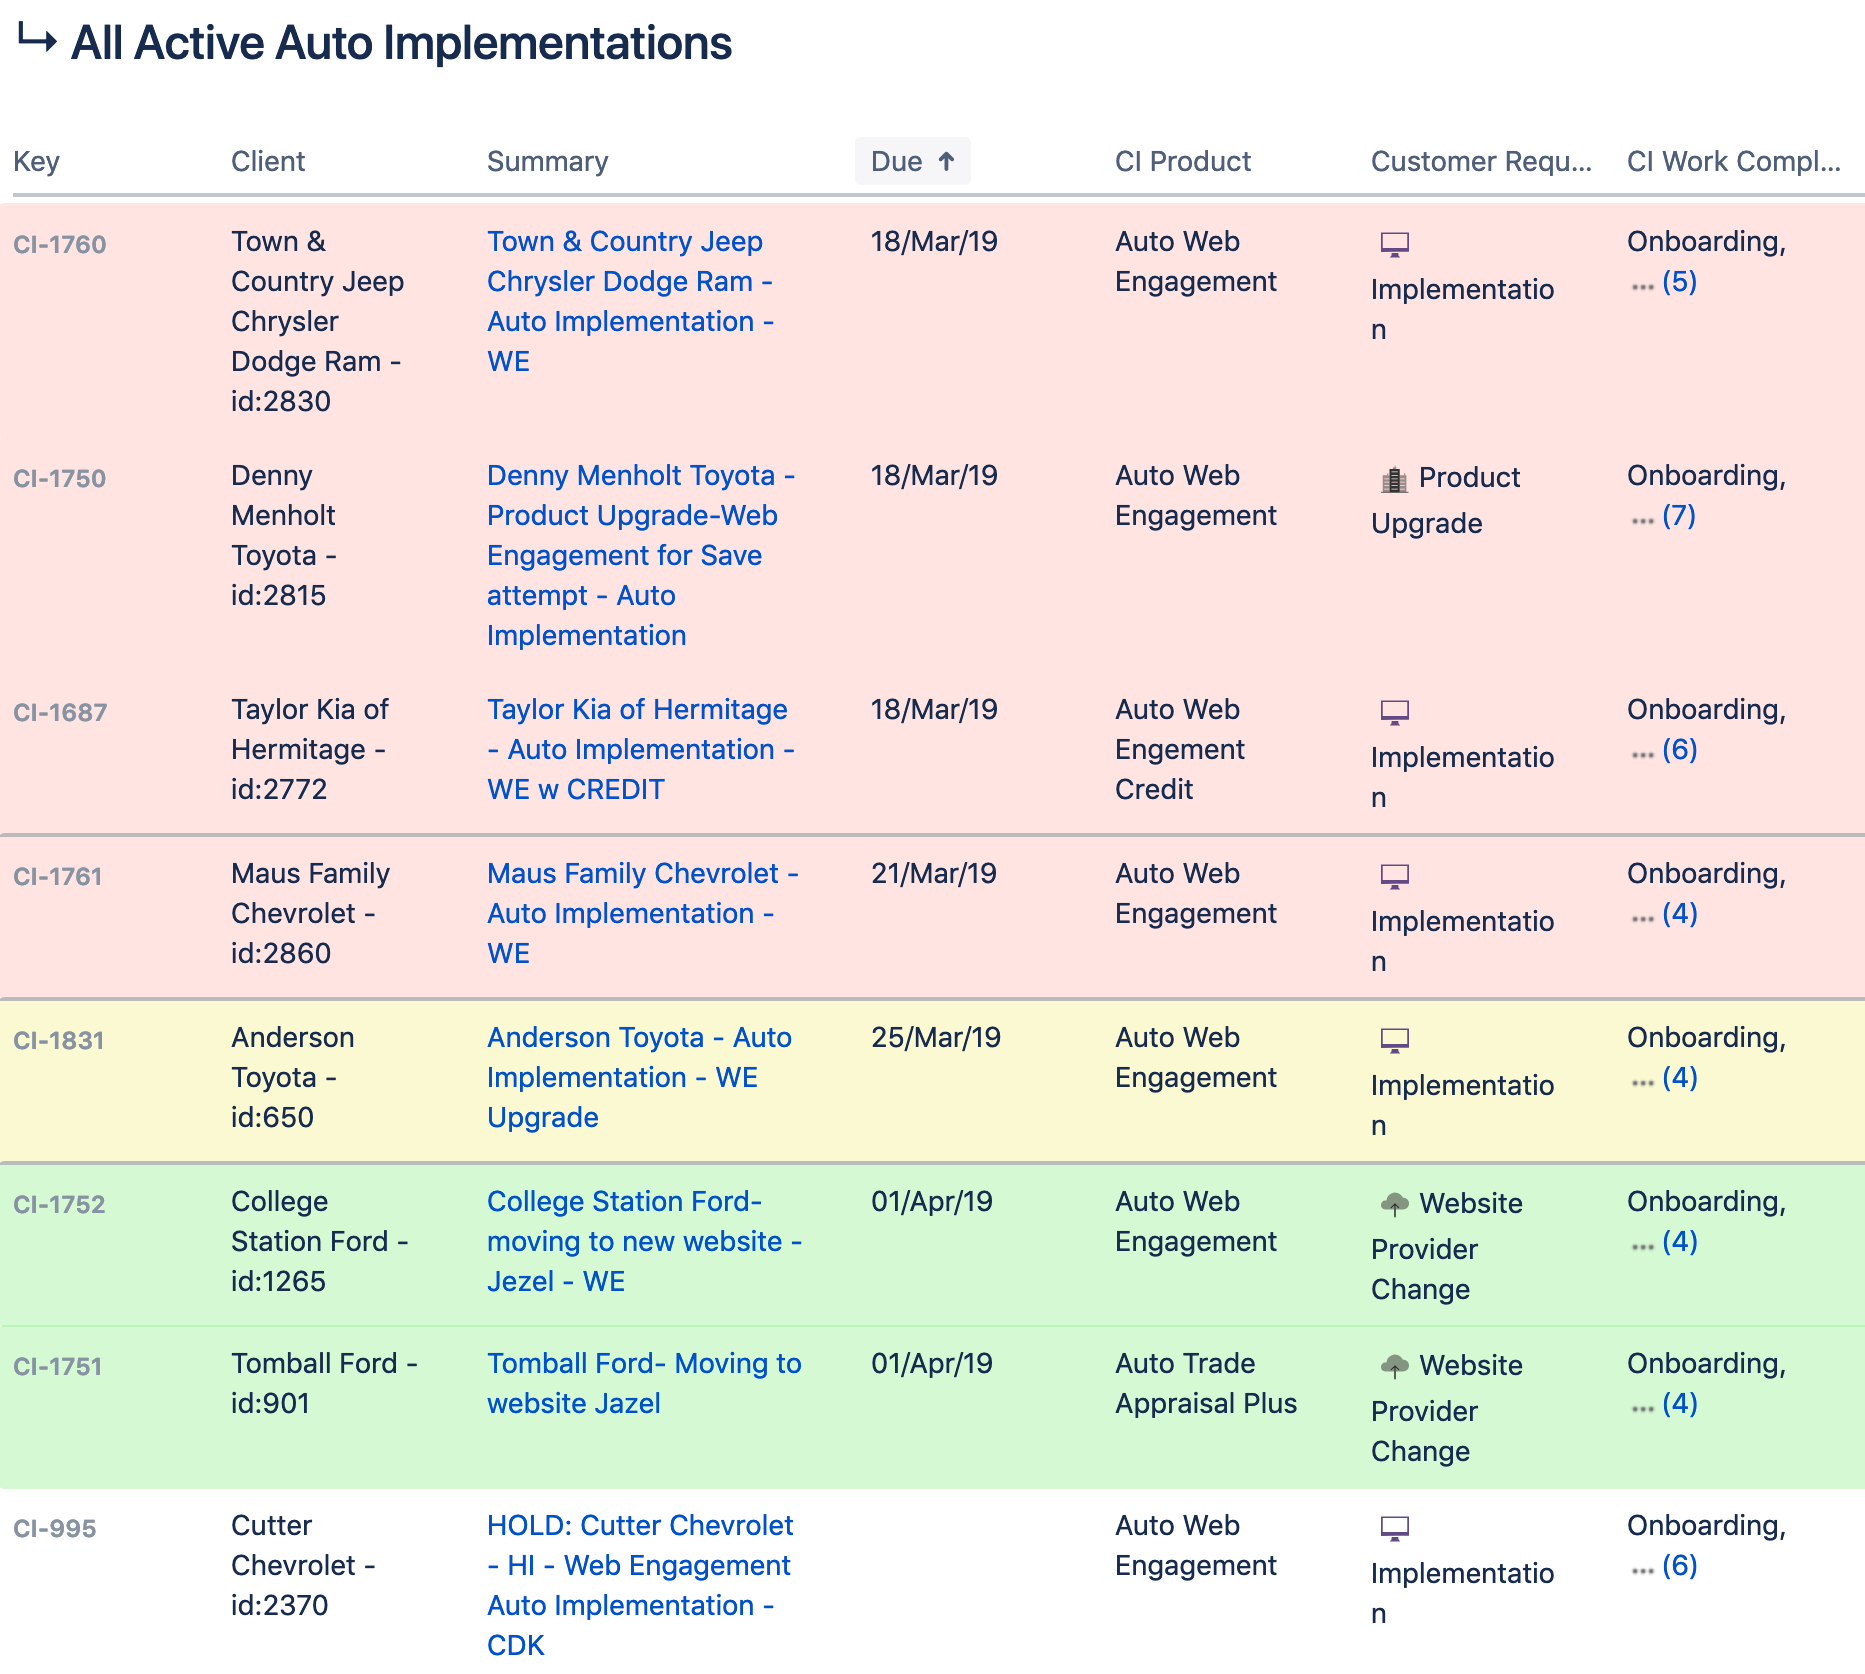 All Active Auto Implementations
Key Client Summary Due ↑ CI Product Customer Requ... CI Work Compl...
CI-1760
Town &
Country Jeep
Chrysler
Dodge Ram -
id:2830
Town & Country Jeep
Chrysler Dodge Ram -
Auto Implementation -
WE
18/Mar/19
Auto Web
Engagement
Implementatio
n
Onboarding,
... (5)
CI-1750
Denny
Menholt
Toyota -
id:2815
Denny Menholt Toyota -
Product Upgrade-Web
Engagement for Save
attempt - Auto
Implementation
18/Mar/19
Auto Web
Engagement
Product
Upgrade
Onboarding,
... (7)
CI-1687
Taylor Kia of
Hermitage -
id:2772
Taylor Kia of Hermitage
- Auto Implementation -
WE w CREDIT
18/Mar/19
Auto Web
Engement
Credit
Implementatio
n
Onboarding,
... (6)
CI-1761
Maus Family
Chevrolet -
id:2860
Maus Family Chevrolet -
Auto Implementation -
WE
21/Mar/19
Auto Web
Engagement
Implementatio
n
Onboarding,
... (4)
CI-1831
Anderson
Toyota -
id:650
Anderson Toyota - Auto
Implementation - WE
Upgrade
25/Mar/19
Auto Web
Engagement
Implementatio
n
Onboarding,
... (4)
CI-1752
College
Station Ford -
id:1265
College Station Ford-
moving to new website -
Jezel - WE
01/Apr/19
Auto Web
Engagement
Website
Provider
Change
Onboarding,
... (4)
CI-1751
Tomball Ford -
id:901
Tomball Ford- Moving to
website Jazel
01/Apr/19
Auto Trade
Appraisal Plus
Website
Provider
Change
Onboarding,
... (4)
CI-995
Cutter
Chevrolet -
id:2370
HOLD: Cutter Chevrolet
- HI - Web Engagement
Auto Implementation -
CDK
Auto Web
Engagement
Implementatio
n
Onboarding,
... (6)